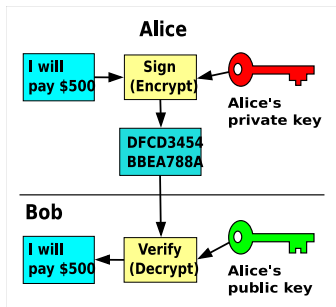 Alice
I will
pay $500
Sign
(Encrypt)
Alice's
private key
DFCD3454
BBEA788A
Bob
I will
pay $500
Verify
(Decrypt)
Alice's
public key